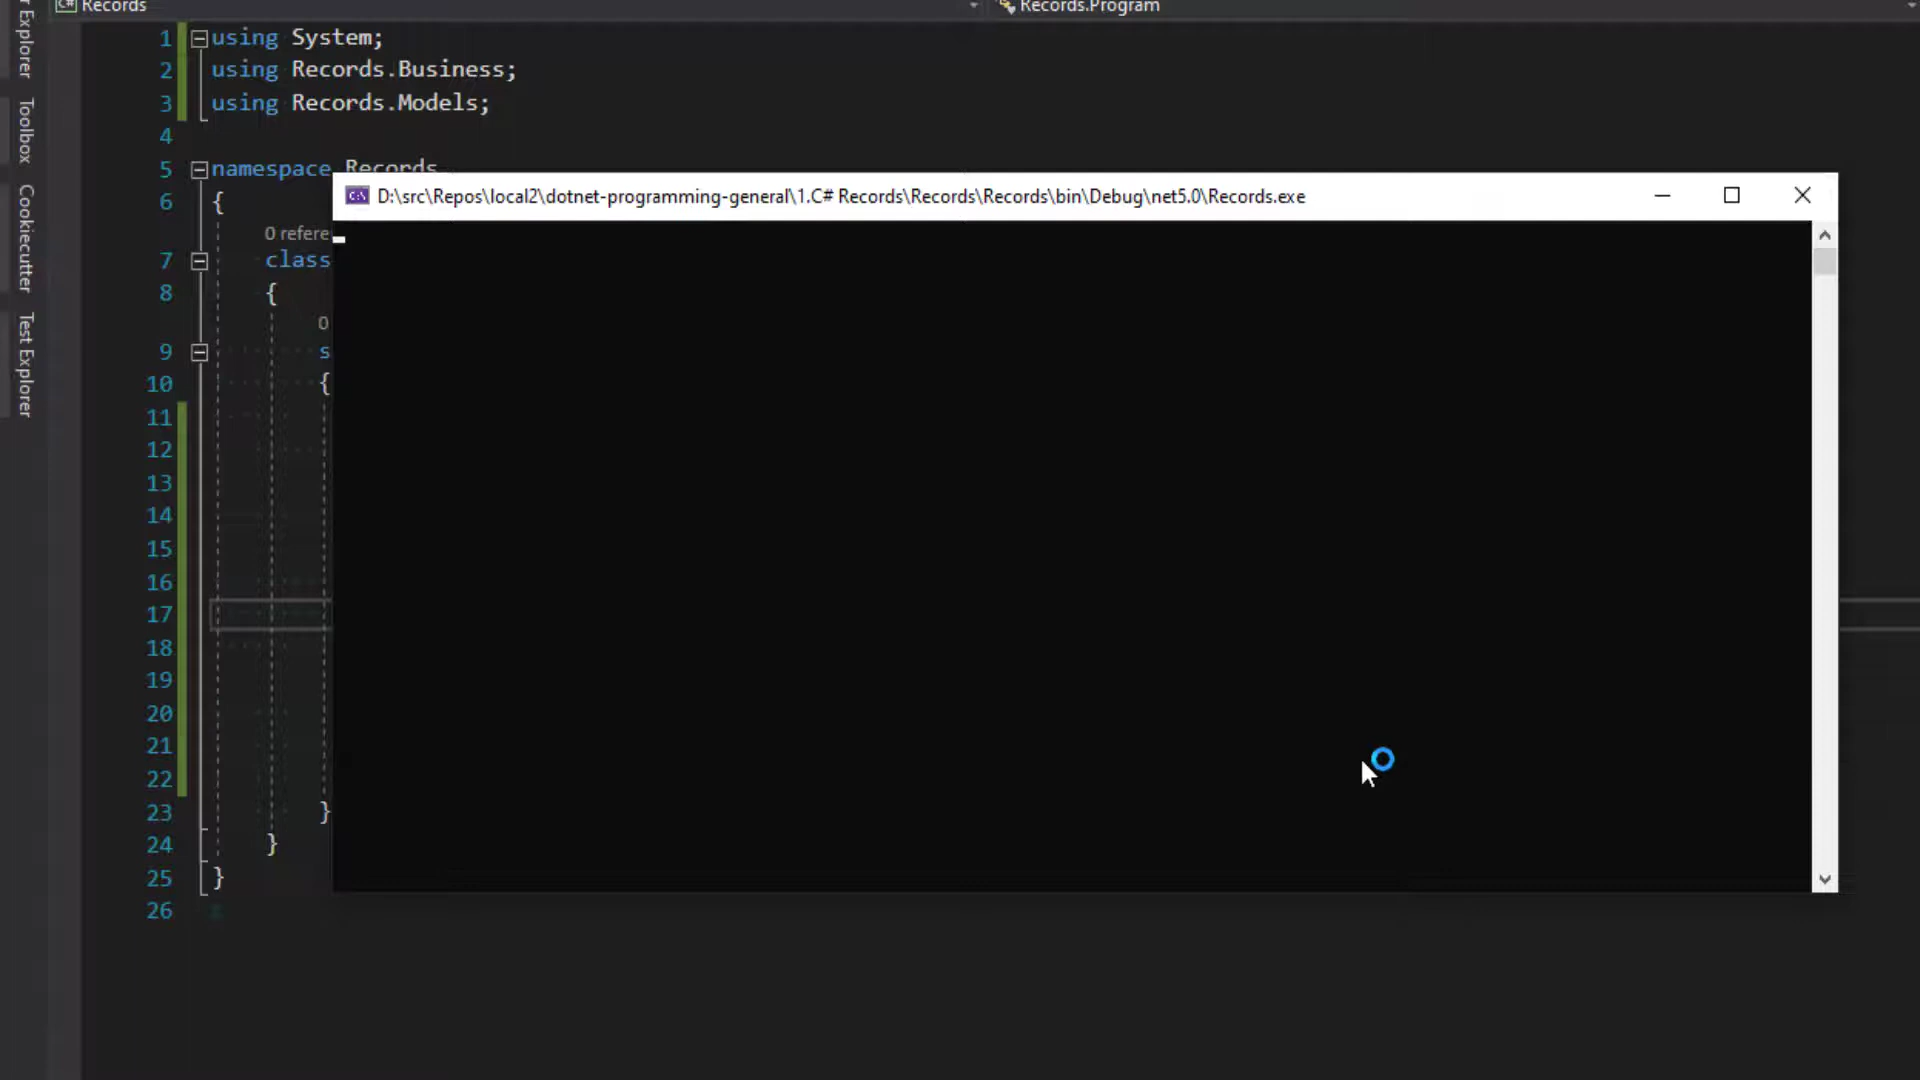 Records
Records.Program
r Explorer
Toolbox
Cookiecutter
Test Explorer
1 using System;
2 using Records.Business;
3 using Records.Models;
4
5 namespace Records
6 {
0 refere
7 class
8 {
0
9 s
10 {
11
12
13
14
15
16
17
18
19
20
21
22
23 }
24 }
25 }
26
D:\src\Repos\local2\dotnet-programming-general\1.C# Records\Records\Records\bin\Debug\net5.0\Records.exe